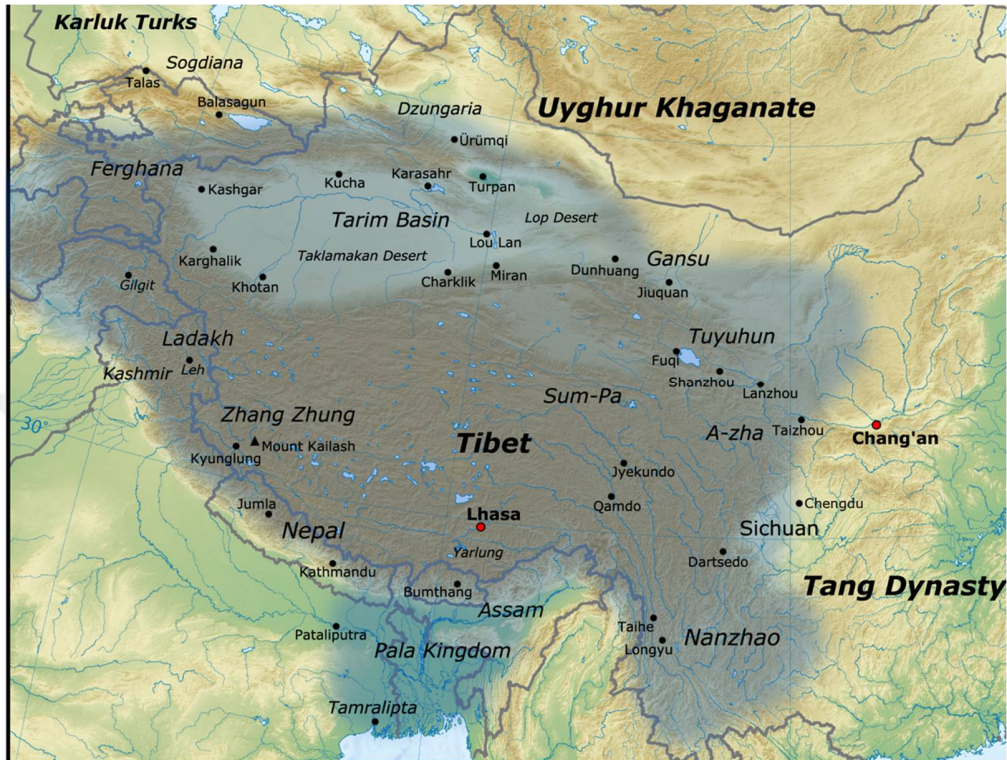 Karluk Turks
Sogdiana
Talas
Balasagun
Dzungaria
Uyghur Khaganate
Ürümqi
Ferghana
Kashgar
Kucha
Karasahr
Turpan
Tarim Basin
Lop Desert
Lou Lan
Karghalik
Taklamakan Desert
Gansu
Gilgit
Khotan
Charklik
Miran
Dunhuang
Jiuquan
Ladakh
Tuyuhun
Kashmir
Leh
Fuqi
Shanzhou
Lanzhou
Sum-Pa
Zhang Zhung
30°
A-zha
Taizhou
Chang'an
Kyunglung
Mount Kailash
Tibet
Jyekundo
Jumla
Qamdo
Chengdu
Lhasa
Nepal
Sichuan
Yarlung
Dartsedo
Kathmandu
Bumthang
Tang Dynasty
Assam
Pataliputra
Taihe
Pala Kingdom
Longyu
Nanzhao
Tamralipta